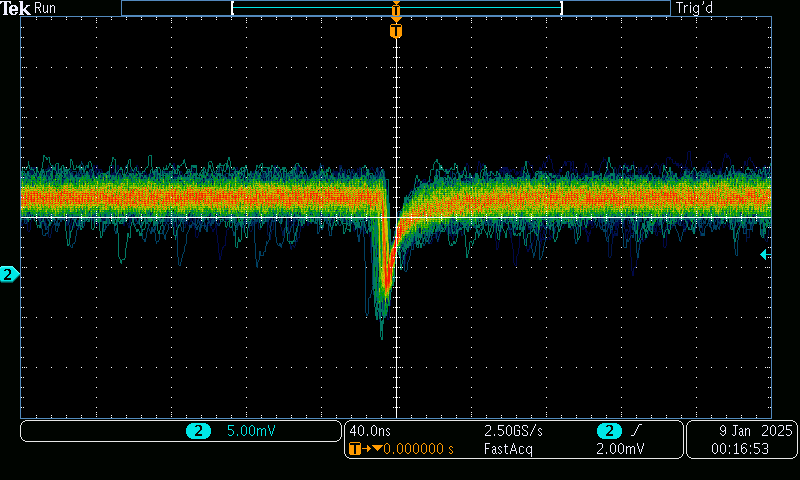 Tek Run Trig'd
T
T
2
2 5.00mV 40.0ns 2.50GS/s 2 9 Jan 2025
T 0.000000 s FastAcq 2.00mV 00:16:53